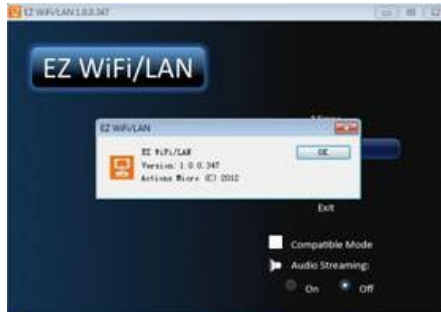 EZ WiFi/LAN 1.0.0.347
EZ WiFi/LAN
EZ WiFi/LAN
EZ WiFi/LAN
Version: 1.0.0.347
Actions Micro (C) 2012
OK
Exit
Compatible Mode
Audio Streaming:
On
Off